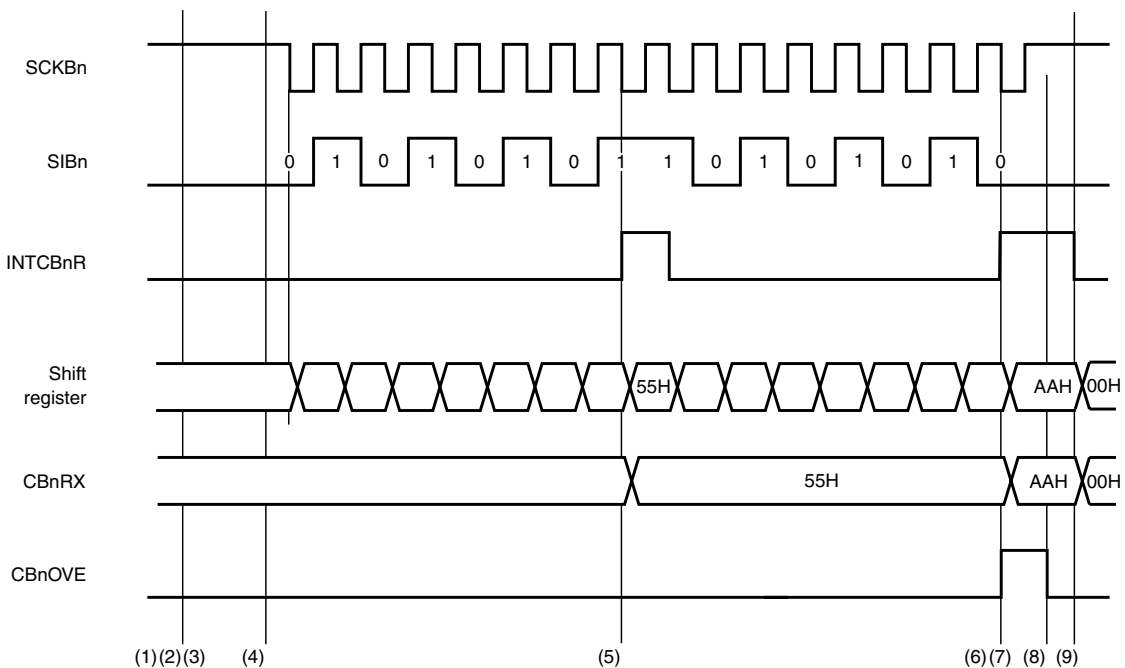 SCKBn
SIBn
0 1 0 1 0 1 0 1 1 0 1 0 1 0 1 0
INTCBnR
Shift
register
55H
AAH
00H
CBnRX
55H
AAH
00H
CBnOVE
(1) (2) (3) (4) (5) (6) (7) (8) (9)